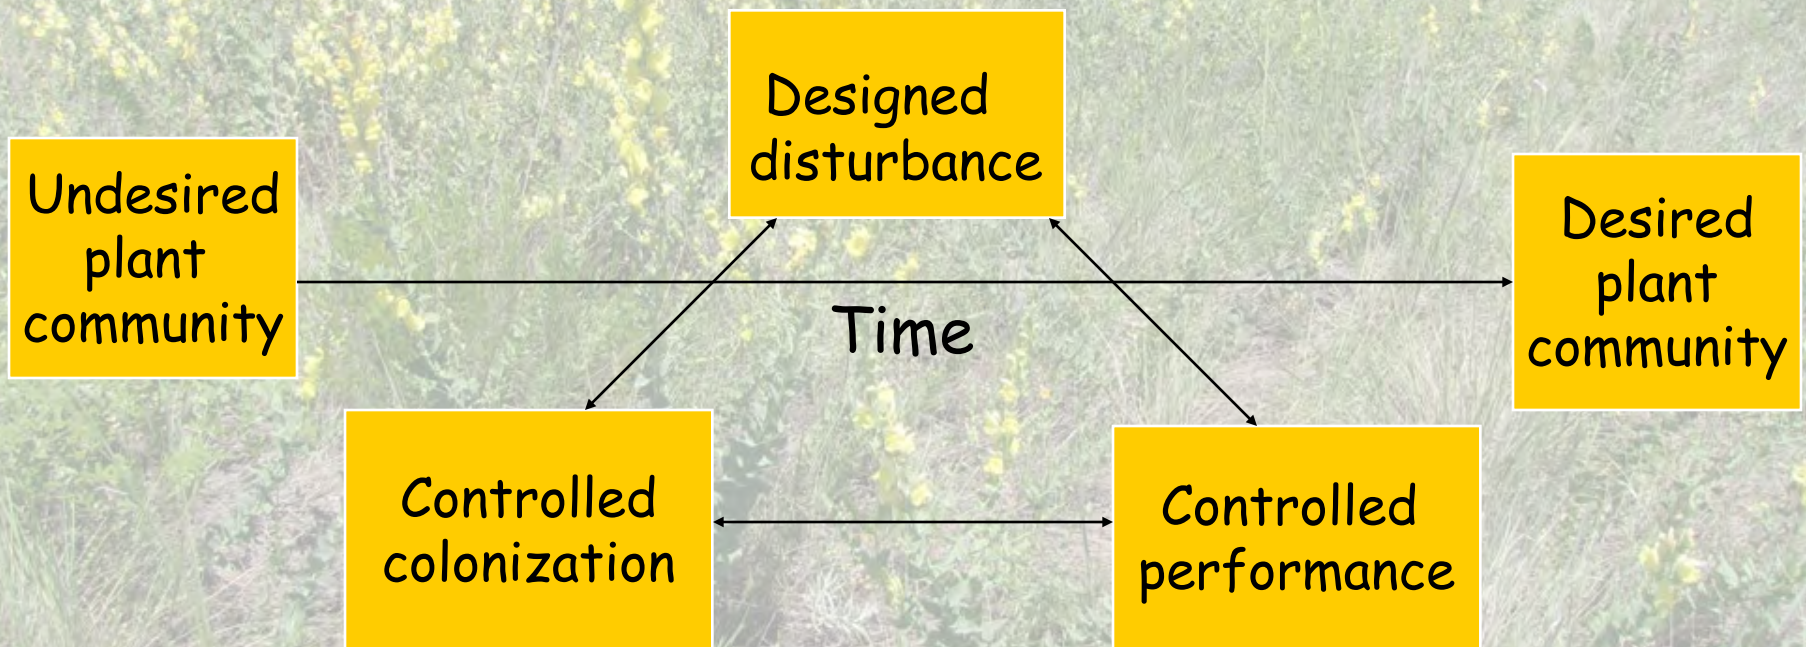 Designed
disturbance
Undesired
plant
community
Desired
plant
community
Time
Controlled
colonization
Controlled
performance